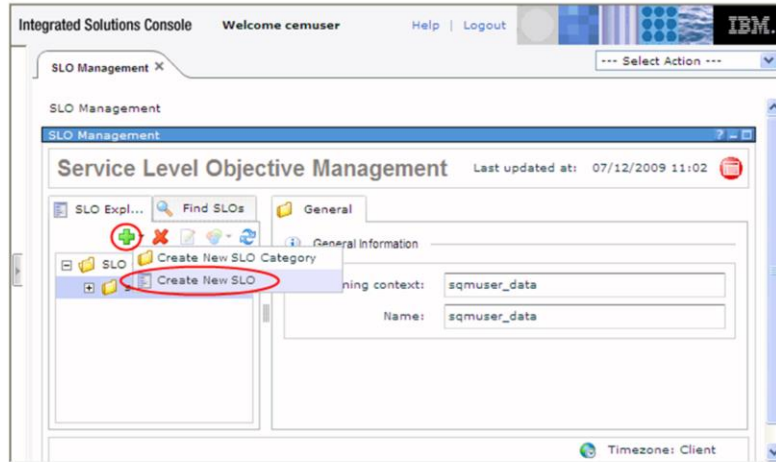 Integrated Solutions Console Welcome cemuser Help | Logout IBM.
SLO Management --- Select Action ---
SLO Management
SLO Management
Service Level Objective Management Last updated at: 07/12/2009 11:02
SLO Expl... Find SLOs General
General Information
SLO Create New SLO Category
S Create New SLO ning context: sqmuser_data
Name: sqmuser_data
Timezone: Client